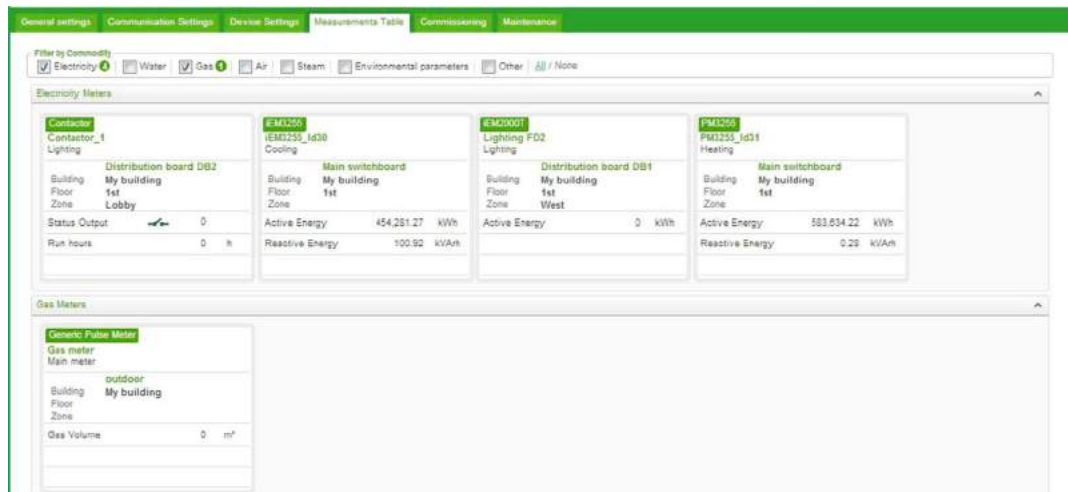 General settings Communication Settings Device Settings Measurements Table Commissioning Maintenance
Filter by Commodity
Electricity 4 Water Gas 1 Air Steam Environmental parameters Other All / None
Electricity Meters
Contactor
Contactor_1
Lighting
Distribution board DB2
Building My building
Floor 1st
Zone Lobby
Status Output 0
Run hours 0 h
iEM3255
iEM3255_Id30
Cooling
Main switchboard
Building My building
Floor 1st
Zone
Active Energy 454,281.27 kWh
Reactive Energy 100.92 kVArh
iEM2000T
Lighting FD2
Lighting
Distribution board DB1
Building My building
Floor 1st
Zone West
Active Energy 0 kWh
PM3255
PM3255_Id31
Heating
Main switchboard
Building My building
Floor 1st
Zone
Active Energy 583,634.22 kWh
Reactive Energy 0.28 kVArh
Gas Meters
Generic Pulse Meter
Gas meter
Main meter
outdoor
Building My building
Floor
Zone
Gas Volume 0 m³